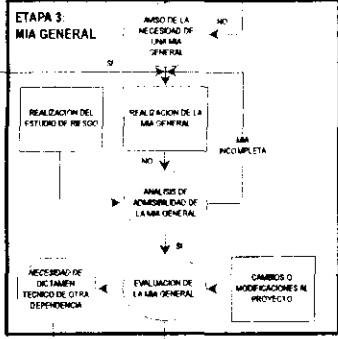 ETAPA 3:
MIA GENERAL
AVISO DE LA
NECESIDAD DE
UNA MIA
GENERAL
NO
SI
REALIZACION DEL
ESTUDIO DE RIESGO
REALIZACION DE LA
MIA GENERAL
MIA
INCOMPLETA
NO
ANALISIS DE
ADMISIBILIDAD DE
LA MIA GENERAL
SI
NECESIDAD DE
DICTAMEN
TECNICO DE OTRA
DEPENDENCIA
EVALUACION DE
LA MIA GENERAL
CAMBIOS O
MODIFICACIONES AL
PROYECTO